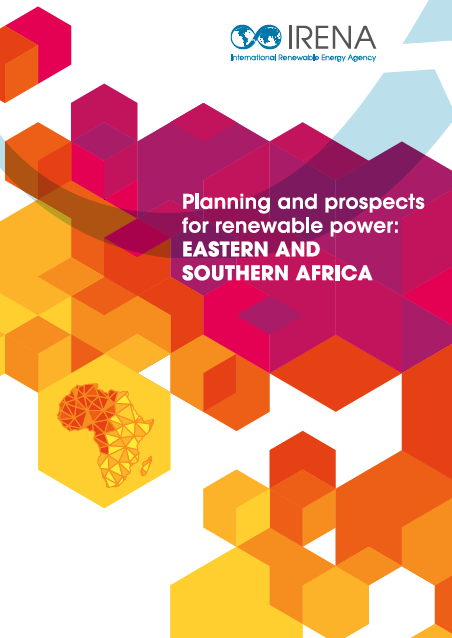 IRENA
International Renewable Energy Agency
Planning and prospects
for renewable power:
EASTERN AND
SOUTHERN AFRICA